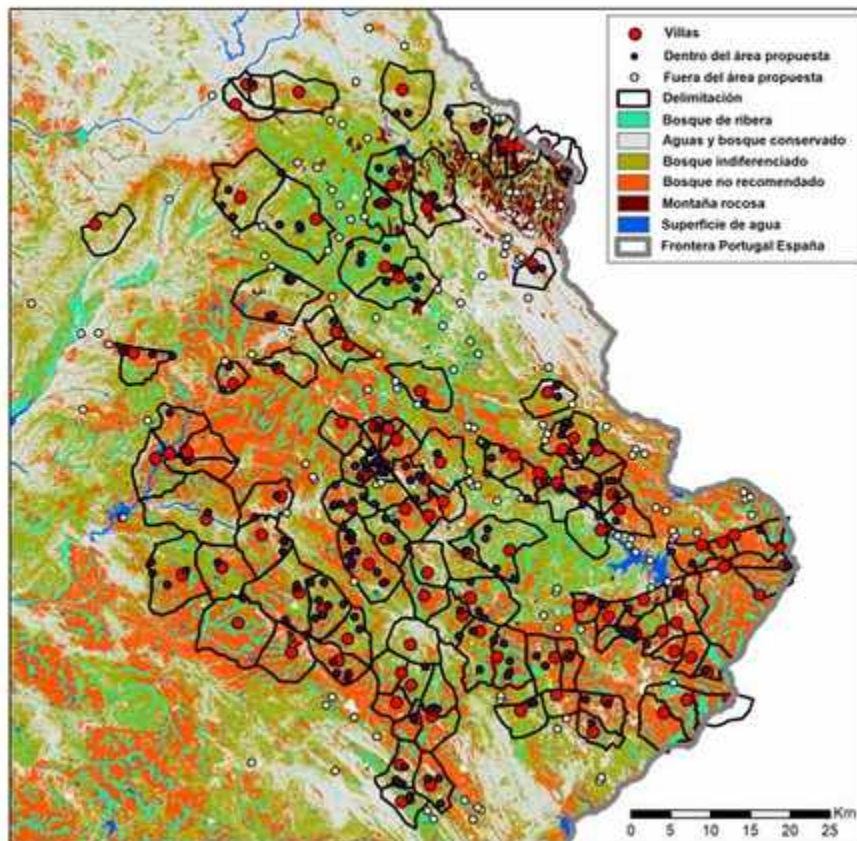 Villas
Dentro del área propuesta
Fuera del área propuesta
Delimitación
Bosque de ribera
Aguas y bosque conservado
Bosque indiferenciado
Bosque no recomendado
Montaña rocosa
Superficie de agua
Frontera Portugal España
Km
0 5 10 15 20 25